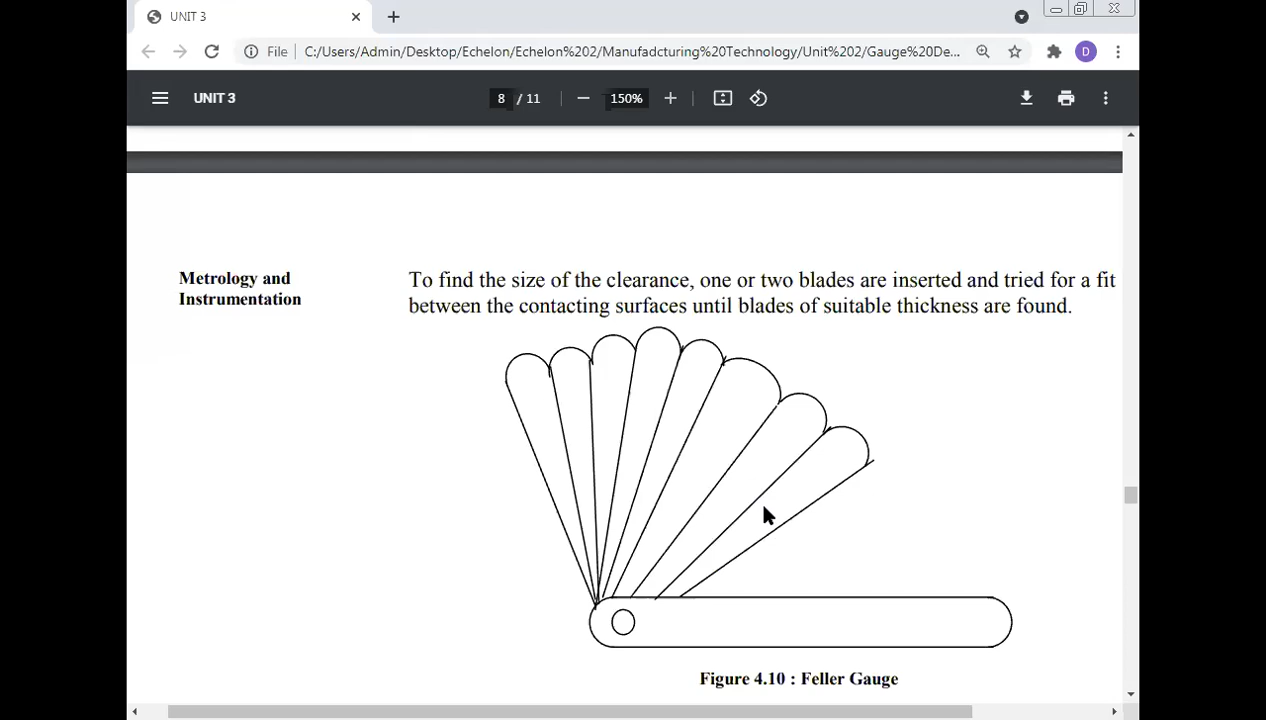 UNIT 3
File
C:/Users/Admin/Desktop/Echelon/Echelon%202/Manufadcturing%20Technology/Unit%202/Gauge%20De...
D
UNIT 3
8 / 11
150%
Metrology and
Instrumentation
To find the size of the clearance, one or two blades are inserted and tried for a fit
between the contacting surfaces until blades of suitable thickness are found.
Figure 4.10 : Feller Gauge